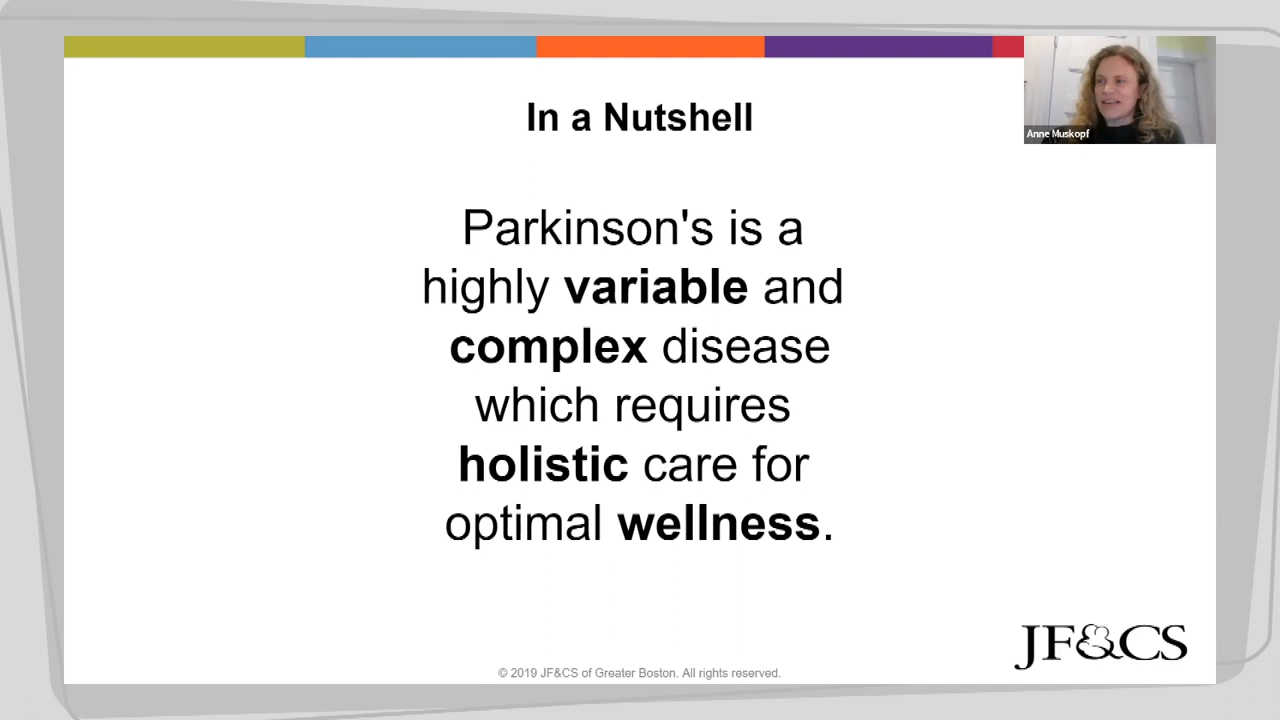 In a Nutshell
Anne Muskopf
Parkinson's is a
highly variable and
complex disease
which requires
holistic care for
optimal wellness.
JF&CS
© 2019 JF&CS of Greater Boston. All rights reserved.